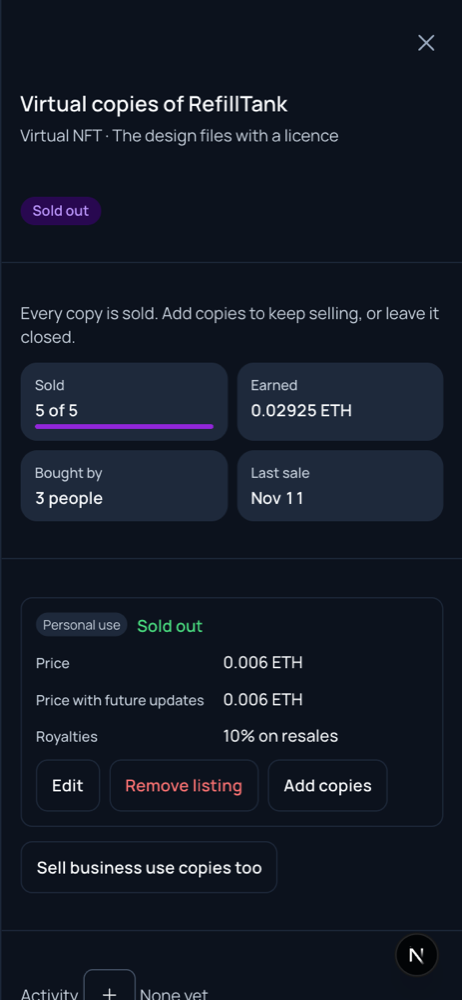 Virtual copies of RefillTank
Virtual NFT · The design files with a licence
Sold out
Every copy is sold. Add copies to keep selling, or leave it
closed.
Sold
5 of 5
Earned
0.02925 ETH
Bought by
3 people
Last sale
Nov 11
Personal use
Sold out
Price
0.006 ETH
Price with future updates
0.006 ETH
Royalties
10% on resales
Edit
Remove listing
Add copies
Sell business use copies too
N
Activity + None yet